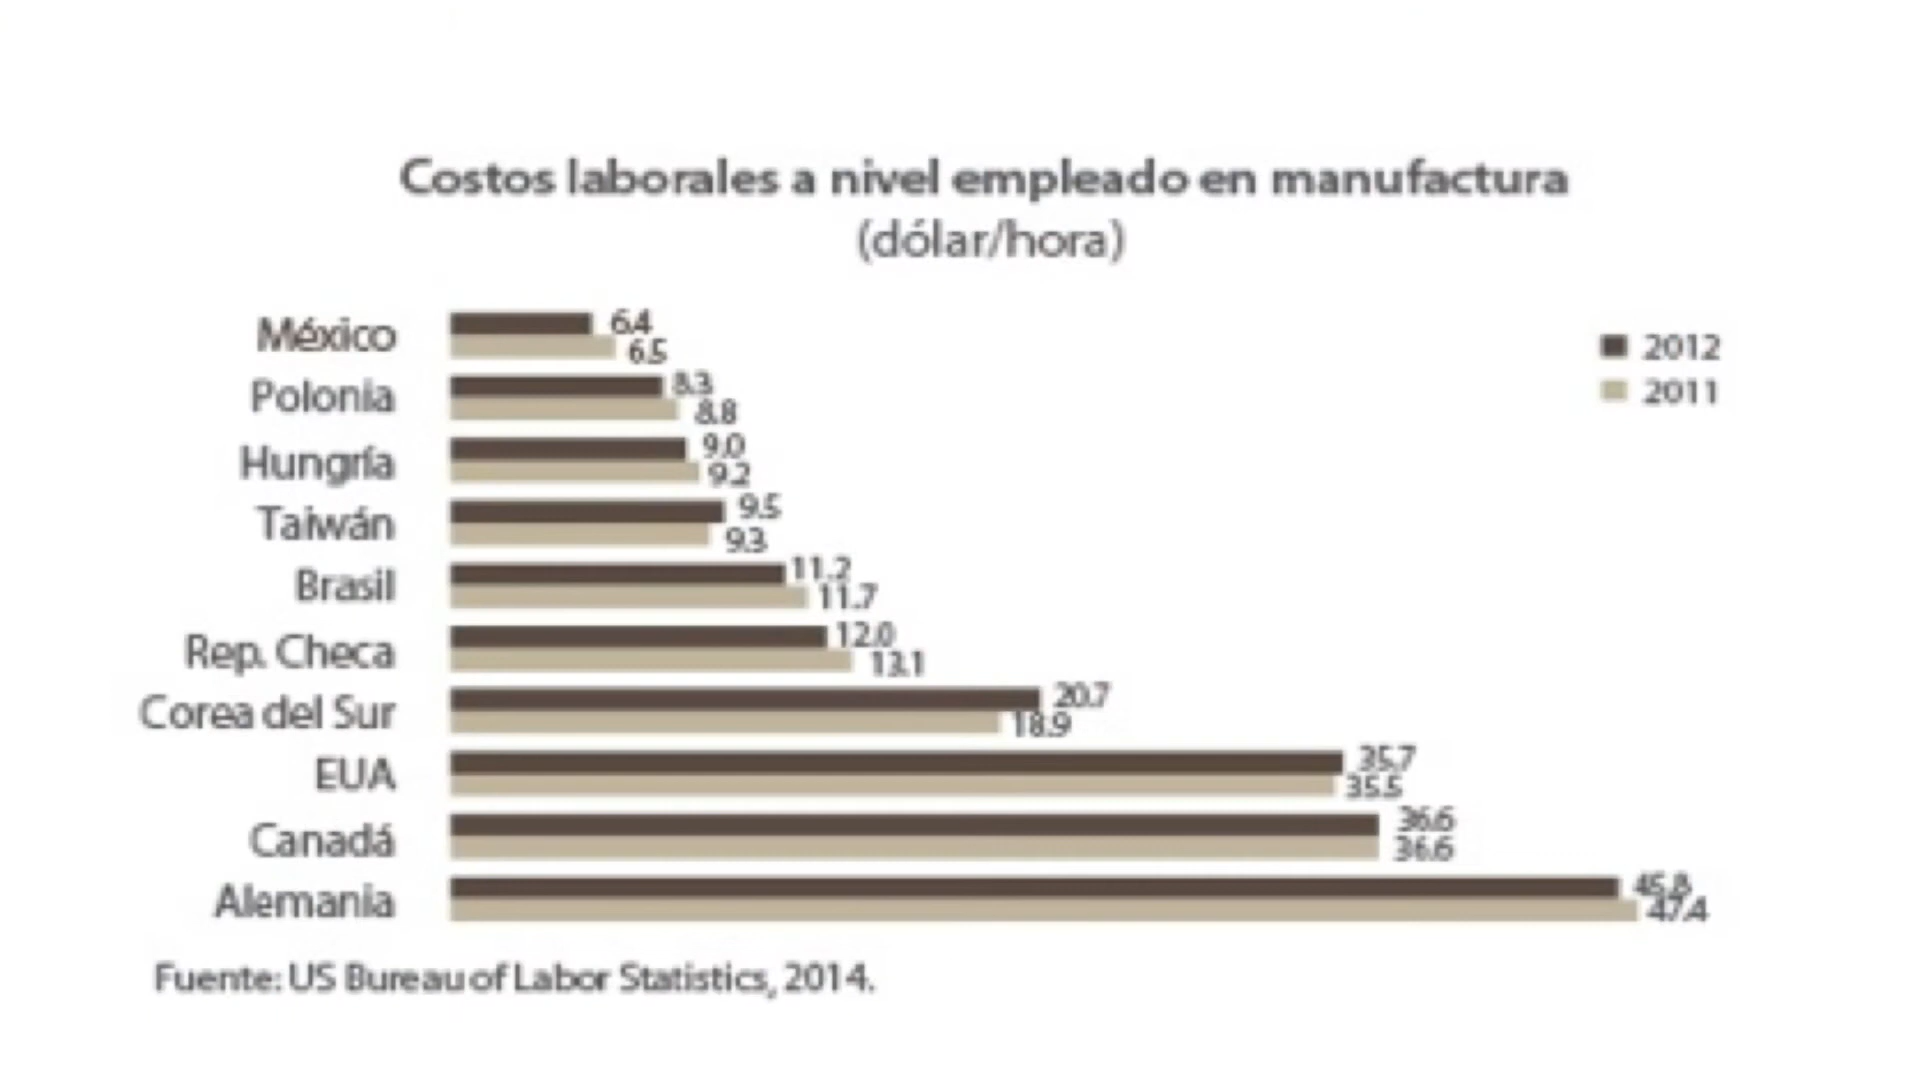 Costos laborales a nivel empleado en manufactura
(dólar/hora)
México 6.4
6.5
2012
2011
Polonia 8.3
8.8
Hungría 9.0
9.2
Taiwán 9.5
9.3
Brasil 11.2
11.7
Rep. Checa 12.0
13.1
Corea del Sur 20.7
18.9
EUA 35.7
35.5
Canadá 36.6
36.6
Alemania 45.8
47.4
Fuente: US Bureau of Labor Statistics, 2014.